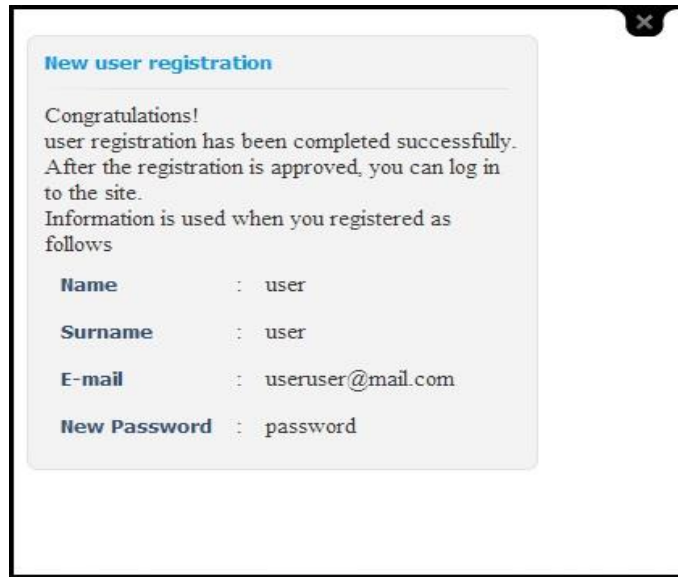 New user registration
Congratulations!
user registration has been completed successfully.
After the registration is approved, you can log in
to the site.
Information is used when you registered as
follows
Name : user
Surname : user
E-mail : useruser@mail.com
New Password : password